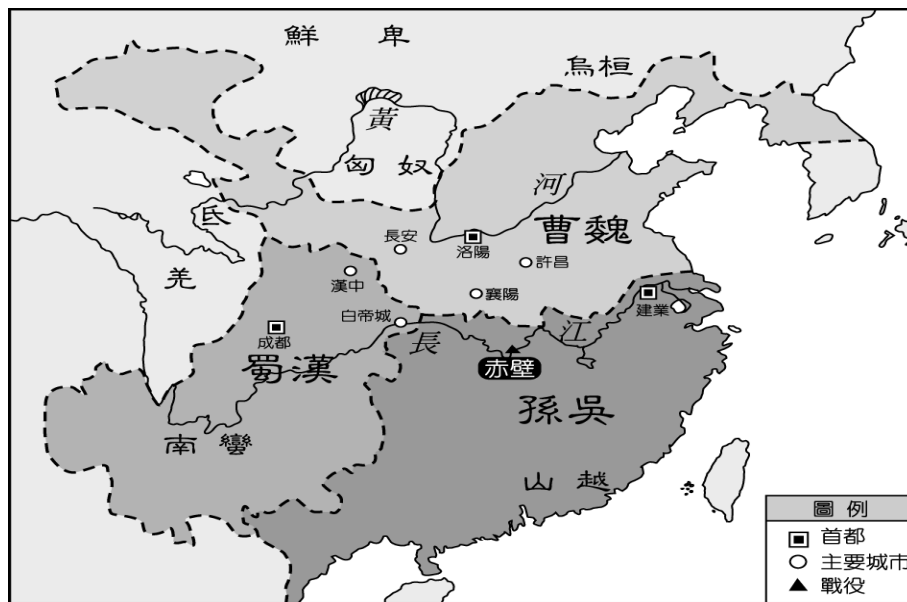 鮮卑
烏桓
黃
匈奴
河
氐
曹魏
長安
洛陽
許昌
羌
漢中
襄陽
白帝城
建業
成都
長
江
蜀漢
赤壁
孫吳
南蠻
山越
圖例
首都
主要城市
戰役